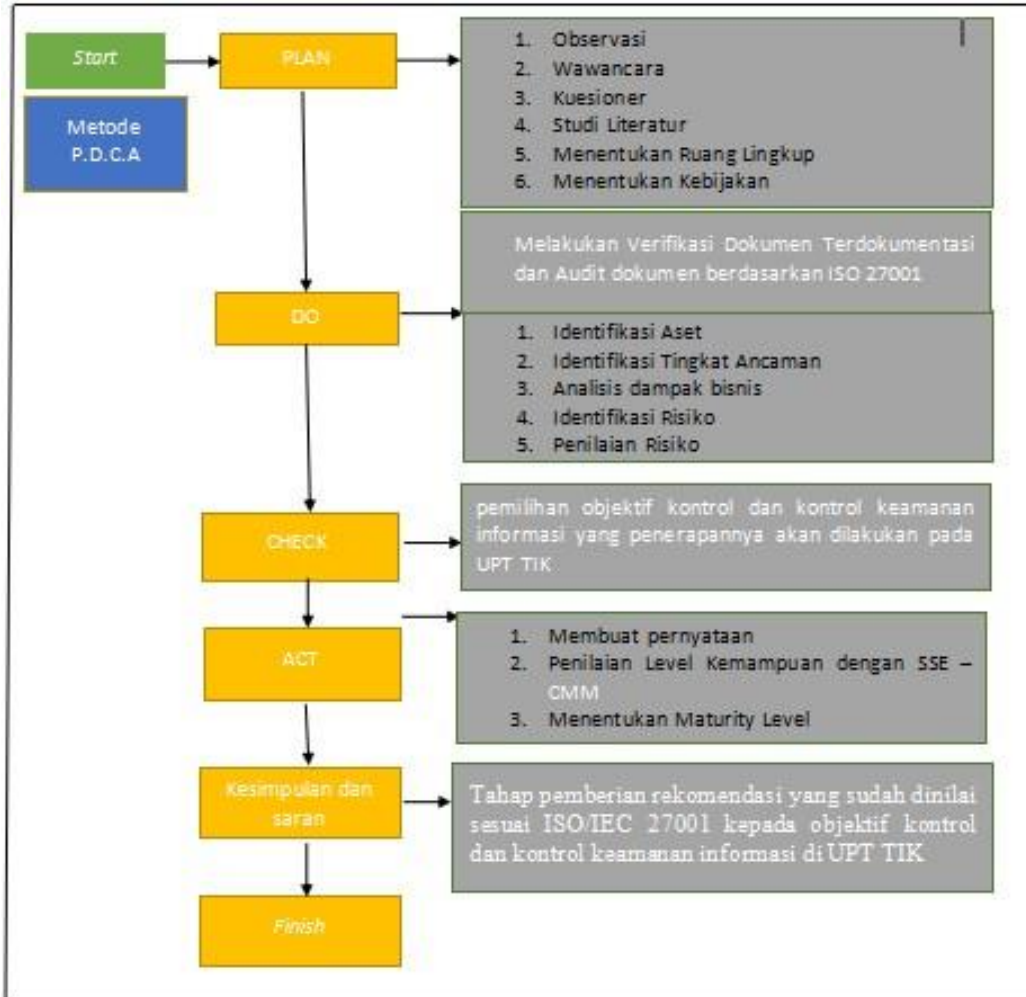 Start
PLAN
1. Observasi
2. Wawancara
3. Kuesioner
4. Studi Literatur
5. Menentukan Ruang Lingkup
6. Menentukan Kebijakan
Metode
P.D.C.A
Melakukan Verifikasi Dokumen Terdokumentasi
dan Audit dokumen berdasarkan ISO 27001
DO
1. Identifikasi Aset
2. Identifikasi Tingkat Ancaman
3. Analisis dampak bisnis
4. Identifikasi Risiko
5. Penilaian Risiko
CHECK
pemilihan objektif kontrol dan kontrol keamanan
informasi yang penerapannya akan dilakukan pada
UPT TIK
ACT
1. Membuat pernyataan
2. Penilaian Level Kemampuan dengan SSE –
CMM
3. Menentukan Maturity Level
Kesimpulan dan
saran
Tahap pemberian rekomendasi yang sudah dinilai
sesuai ISO/IEC 27001 kepada objektif kontrol
dan kontrol keamanan informasi di UPT TIK
Finish